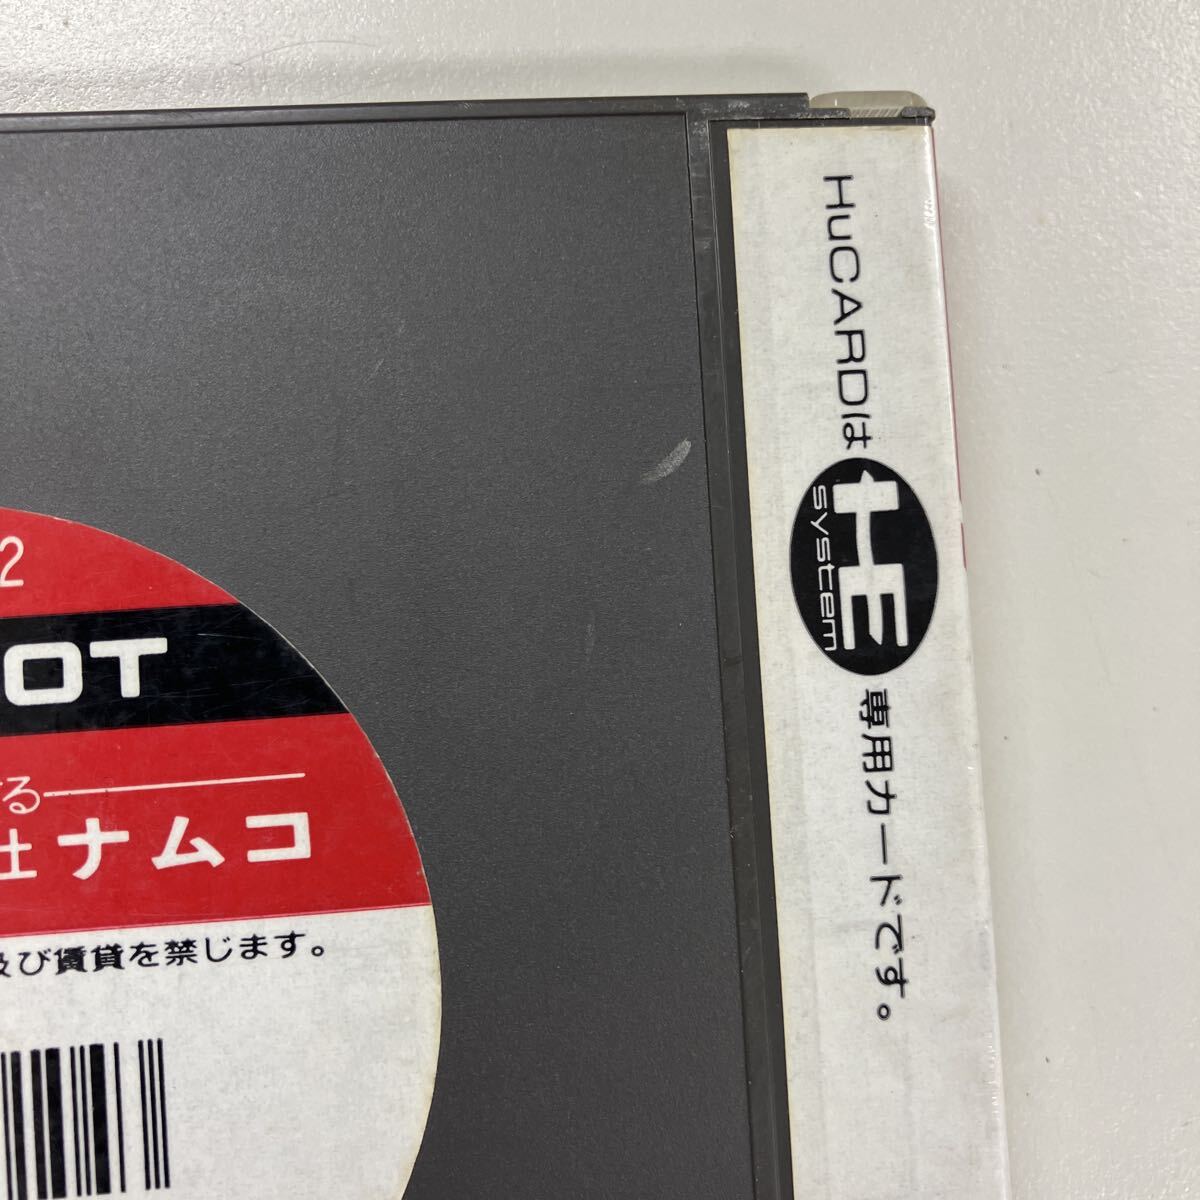 2
OT
する
社ナムコ
及び賃貸を禁じます。
HuCARDは HE system 専用カードです。